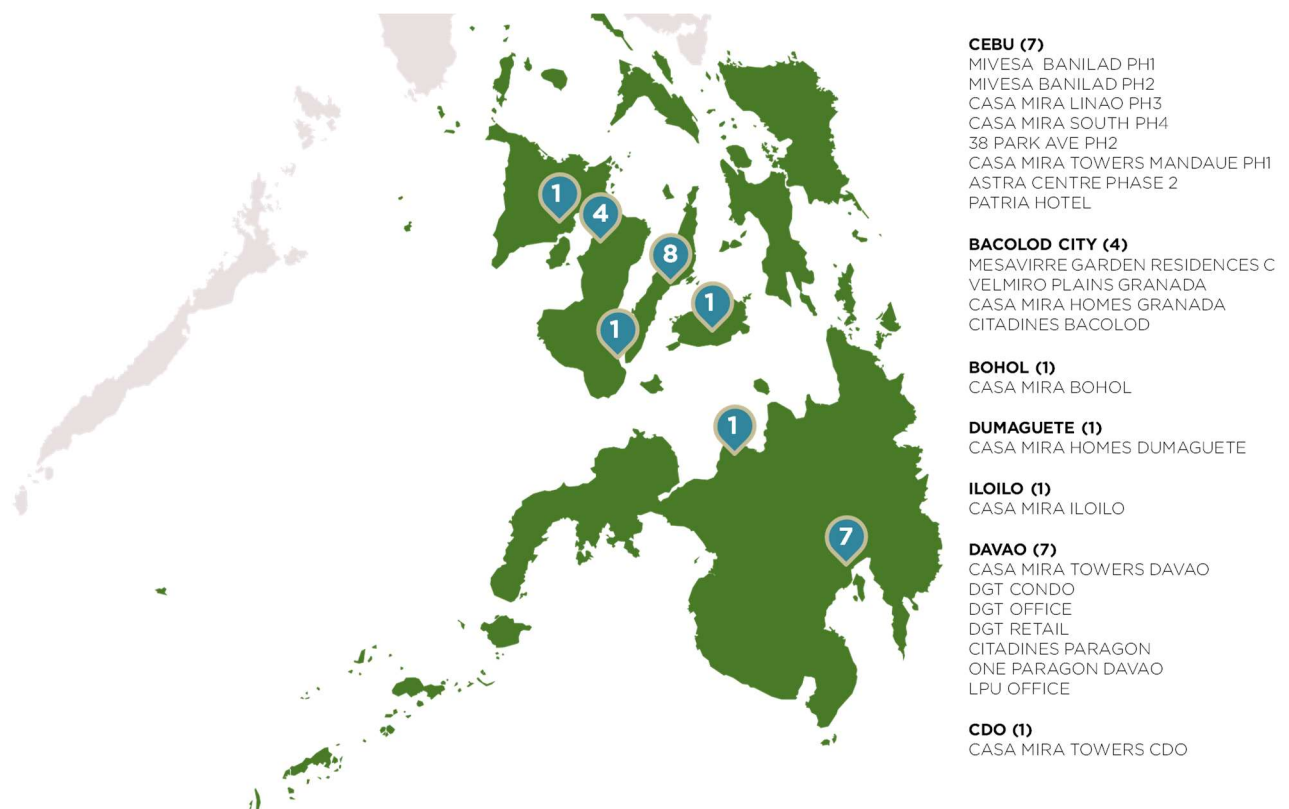 1
4
8
1
1
1
7
CEBU (7)
MIVESA BANILAD PH1
MIVESA BANILAD PH2
CASA MIRA LINAO PH3
CASA MIRA SOUTH PH4
38 PARK AVE PH2
CASA MIRA TOWERS MANDAUE PH1
ASTRA CENTRE PHASE 2
PATRIA HOTEL
BACOLOD CITY (4)
MESAVIRRE GARDEN RESIDENCES C
VELMIRO PLAINS GRANADA
CASA MIRA HOMES GRANADA
CITADINES BACOLOD
BOHOL (1)
CASA MIRA BOHOL
DUMAGUETE (1)
CASA MIRA HOMES DUMAGUETE
ILOILO (1)
CASA MIRA ILOILO
DAVAO (7)
CASA MIRA TOWERS DAVAO
DGT CONDO
DGT OFFICE
DGT RETAIL
CITADINES PARAGON
ONE PARAGON DAVAO
LPU OFFICE
CDO (1)
CASA MIRA TOWERS CDO